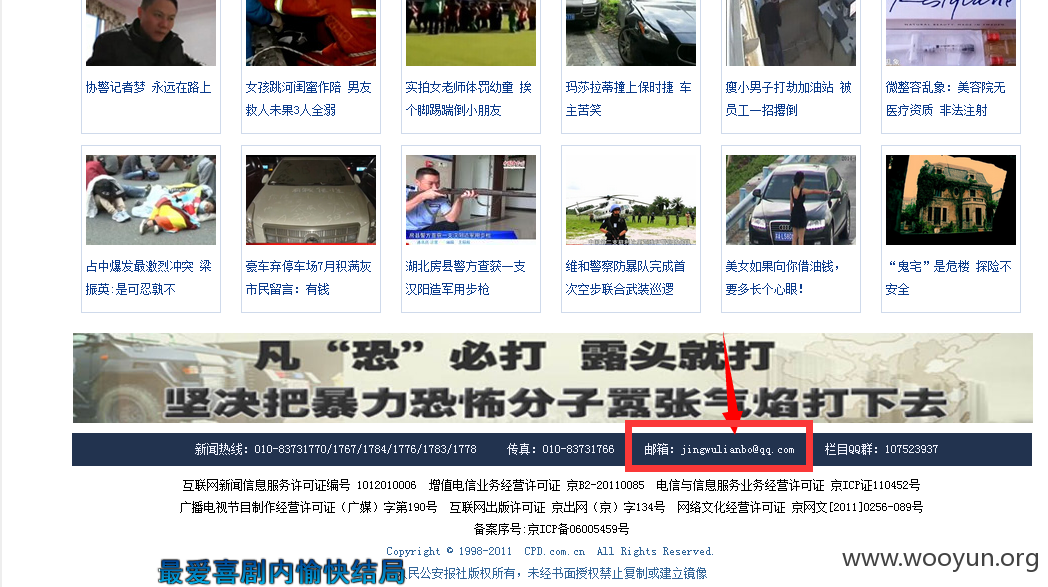 协警记者梦 永远在路上
女孩跳河闺蜜作陪 男友
救人未果3人全溺
实拍女老师体罚幼童 挨
个脚踢踹倒小朋友
玛莎拉蒂撞上保时捷 车
主苦笑
瘦小男子打劫加油站 被
员工一招撂倒
微整容乱象: 美容院无
医疗资质 非法注射
占中爆发最激烈冲突 梁
振英:是可忍孰不
豪车弃停车场7月积满灰
市民留言: 有钱
湖北房县警方查获一支
汉阳造军用步枪
维和警察防暴队完成首
次空步联合武装巡逻
美女如果向你借油钱,
要多长个心眼!
“鬼宅”是危楼 探险不
安全
凡“恐”必打 露头就打
坚决把暴力恐怖分子嚣张气焰打下去
新闻热线: 010-83731770/1767/1784/1776/1783/1778 传真: 010-83731766 邮箱: jingwulianbo@qq.com 栏目QQ群: 107523937
互联网新闻信息服务许可证编号 1012010006 增值电信业务经营许可证 京B2-20110085 电信与信息服务业务经营许可证 京ICP证110452号
广播电视节目制作经营许可证（广媒）字第190号 互联网出版许可证 京出网（京）字134号 网络文化经营许可证 京网文[2011]0256-089号
备案序号:京ICP备06005459号
Copyright © 1998-2011 CPD.com.cn All Rights Reserved.
人民公安报社版权所有, 未经书面授权禁止复制或建立镜像
最爱喜剧内愉快结局
www.wooyun.org